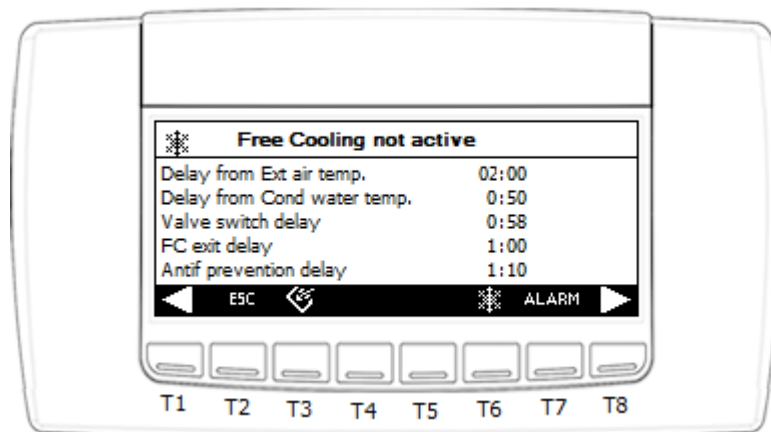 Free Cooling not active
Delay from Ext air temp. 02:00
Delay from Cond water temp. 0:50
Valve switch delay 0:58
FC exit delay 1:00
Antif prevention delay 1:10
ESC ALARM
T1 T2 T3 T4 T5 T6 T7 T8